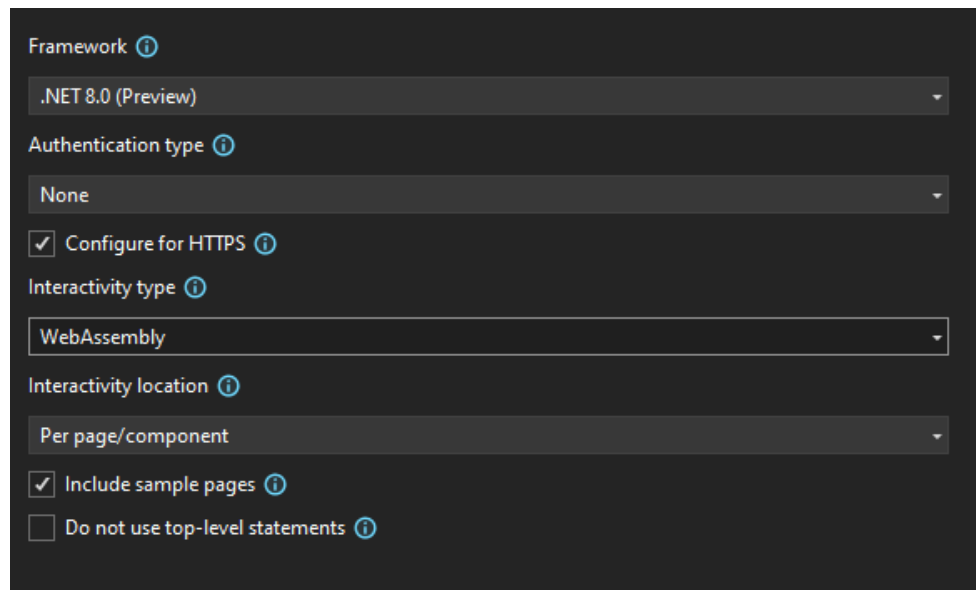 Framework
.NET 8.0 (Preview)
Authentication type
None
Configure for HTTPS
Interactivity type
WebAssembly
Interactivity location
Per page/component
Include sample pages
Do not use top-level statements